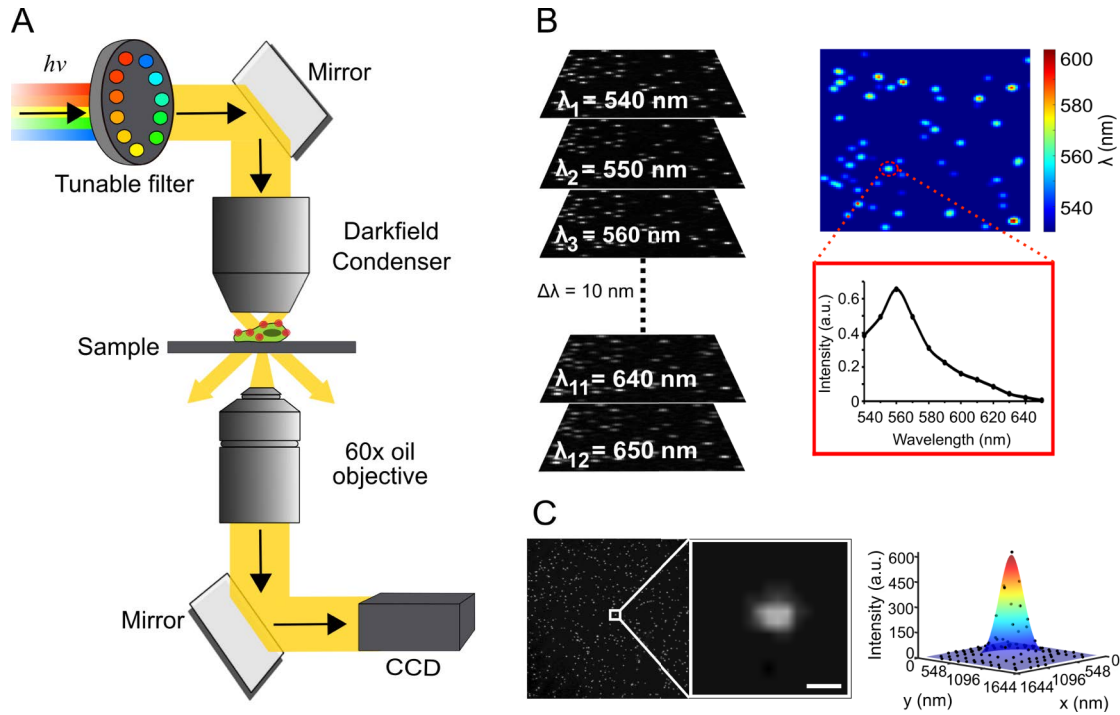 A
hν
Mirror
Tunable filter
Darkfield
Condenser
Sample
60x oil
objective
Mirror
CCD
B
λ1 = 540 nm
λ2 = 550 nm
λ3 = 560 nm
Δλ = 10 nm
λ11 = 640 nm
λ12 = 650 nm
600
580
560
540
λ (nm)
Intensity (a.u.)
0.6
0.4
0.2
0
540 560 580 600 620 640
Wavelength (nm)
C
Intensity (a.u.)
600
450
300
150
0
0
548
1096
1644
y (nm)
1644
1096
548
0
x (nm)